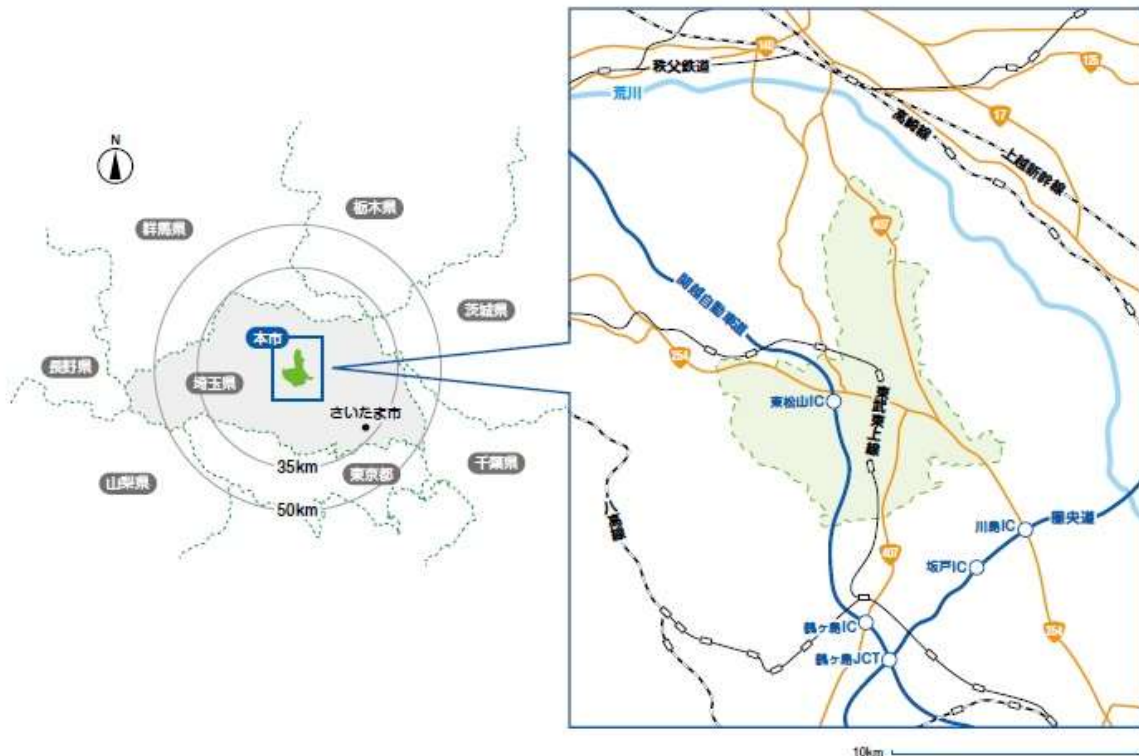 N
栃木県
群馬県
茨城県
本市
長野県
埼玉県
さいたま市
35km
千葉県
東京都
山梨県
50km
140
秩父鉄道
125
荒川
17
高崎線
上越新幹線
407
関越自動車道
254
東松山IC
東武東上線
八高線
川島IC
圏央道
坂戸IC
407
鶴ヶ島IC
254
鶴ヶ島JCT
10km